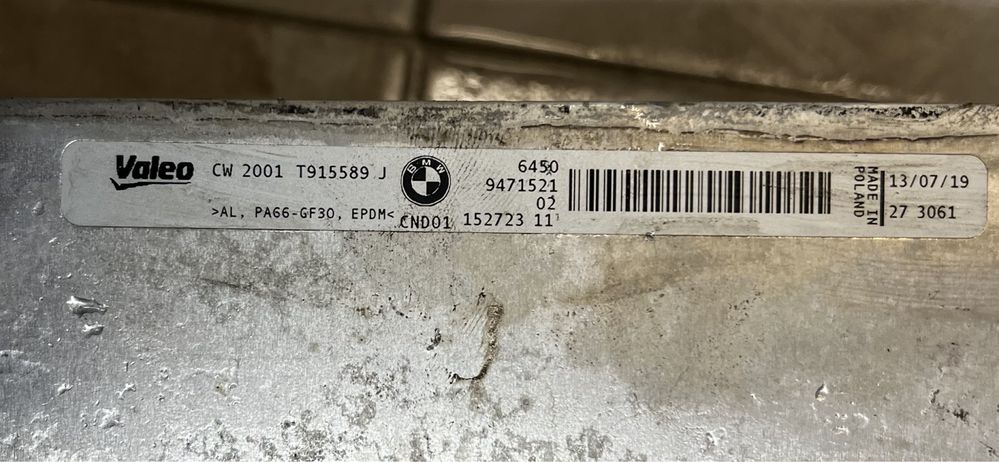 Valeo CW 2001 T915589 J
>AL, PA66-GF30, EPDM<
BMW
CND01 152723 11
6450
9471521
02
MADE IN
POLAND
13/07/19
27 3061